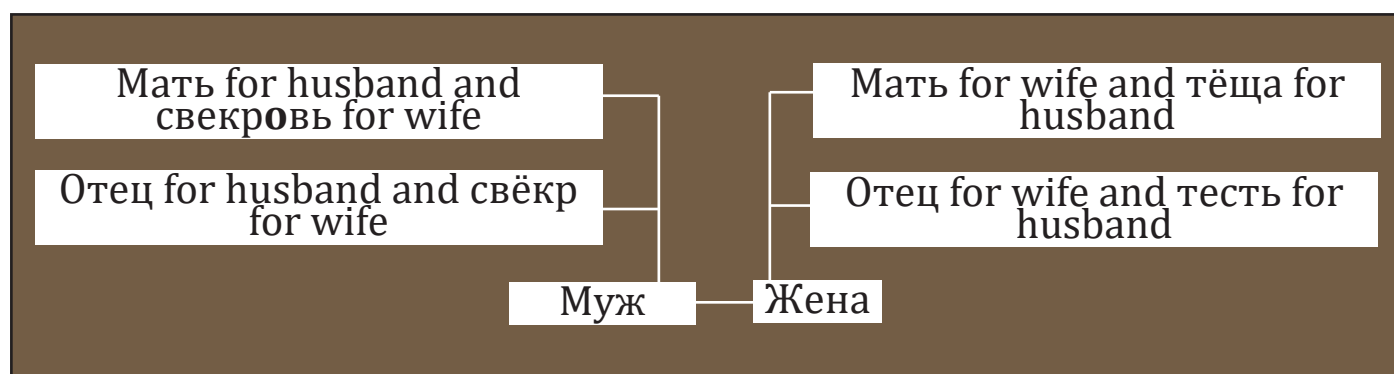 Мать for husband and
свекровь for wife
Отец for husband and свёкр
for wife
Мать for wife and тёща for
husband
Отец for wife and тесть for
husband
Муж
Жена